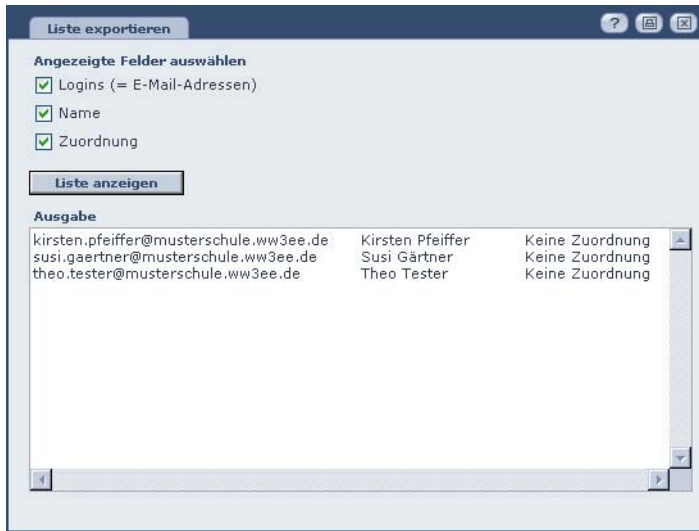 Liste exportieren
?
Angezeigte Felder auswählen
Logins (= E-Mail-Adressen)
Name
Zuordnung
Liste anzeigen
Ausgabe
kirsten.pfeiffer@musterschule.ww3ee.de Kirsten Pfeiffer Keine Zuordnung
susi.gaertner@musterschule.ww3ee.de Susi Gärtner Keine Zuordnung
theo.tester@musterschule.ww3ee.de Theo Tester Keine Zuordnung